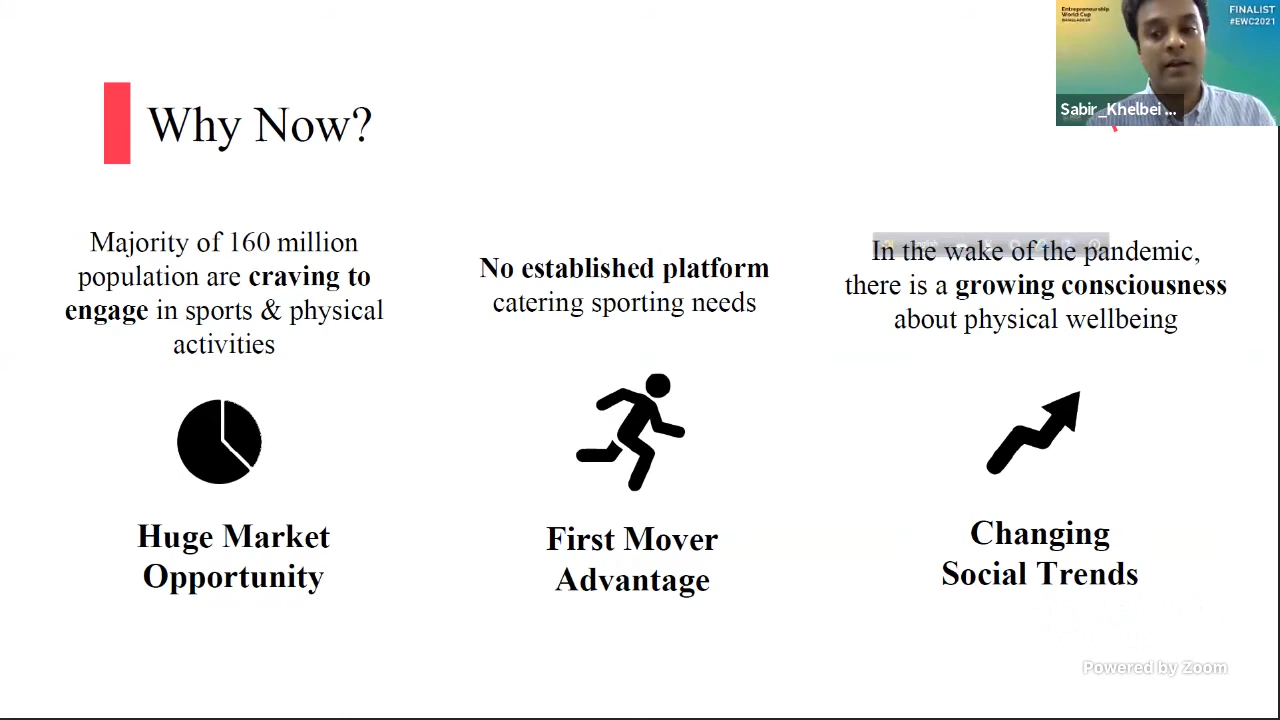 Entrepreneurship
World Cup
BANGLADESH
FINALIST
#EWC2021
Sabir_Khelbei ...
Why Now?
Majority of 160 million
population are craving to
engage in sports & physical
activities
Huge Market
Opportunity
No established platform
catering sporting needs
First Mover
Advantage
In the wake of the pandemic,
there is a growing consciousness
about physical wellbeing
Changing
Social Trends
English
Powered by Zoom